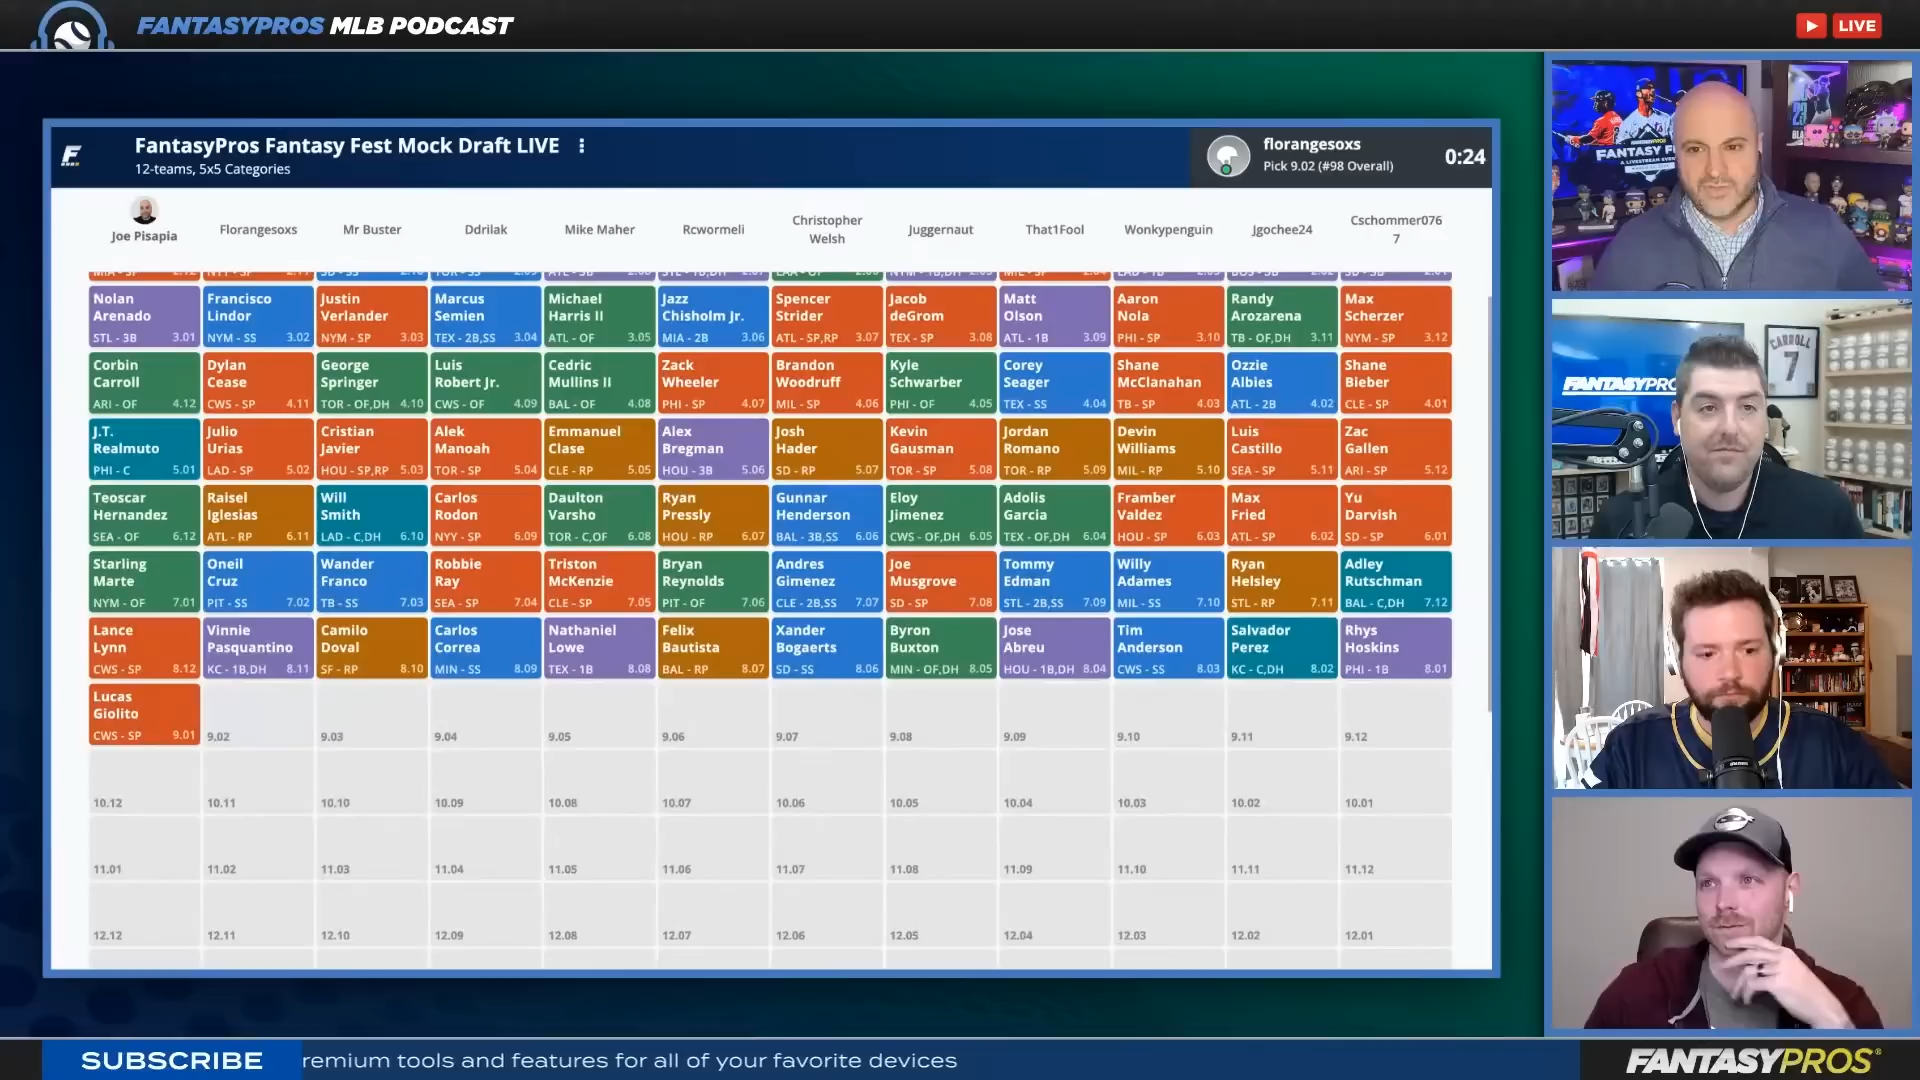 FANTASYPROS MLB PODCAST
LIVE
FantasyPros Fantasy Fest Mock Draft LIVE
12-teams, 5x5 Categories
florangesoxs
Pick 9.02 (#98 Overall)
0:24
Joe Pisapia
Florangesoxs
Mr Buster
Ddrilak
Mike Maher
Rcwormeli
Christopher
Welsh
Juggernaut
That1Fool
Wonkypenguin
Jgochee24
Cschommer076
7
Nolan
Arenado
STL - 3B 3.01
Francisco
Lindor
NYM - SS 3.02
Justin
Verlander
NYM - SP 3.03
Marcus
Semien
TEX - 2B,SS 3.04
Michael
Harris II
ATL - OF 3.05
Jazz
Chisholm Jr.
MIA - 2B 3.06
Spencer
Strider
ATL - SP,RP 3.07
Jacob
deGrom
TEX - SP 3.08
Matt
Olson
ATL - 1B 3.09
Aaron
Nola
PHI - SP 3.10
Randy
Arozarena
TB - OF,DH 3.11
Max
Scherzer
NYM - SP 3.12
Corbin
Carroll
ARI - OF 4.12
Dylan
Cease
CWS - SP 4.11
George
Springer
TOR - OF,DH 4.10
Luis
Robert Jr.
CWS - OF 4.09
Cedric
Mullins II
BAL - OF 4.08
Zack
Wheeler
PHI - SP 4.07
Brandon
Woodruff
MIL - SP 4.06
Kyle
Schwarber
PHI - OF 4.05
Corey
Seager
TEX - SS 4.04
Shane
McClanahan
TB - SP 4.03
Ozzie
Albies
ATL - 2B 4.02
Shane
Bieber
CLE - SP 4.01
J.T.
Realmuto
PHI - C 5.01
Julio
Urias
LAD - SP 5.02
Cristian
Javier
HOU - SP,RP 5.03
Alek
Manoah
TOR - SP 5.04
Emmanuel
Clase
CLE - RP 5.05
Alex
Bregman
HOU - 3B 5.06
Josh
Hader
SD - RP 5.07
Kevin
Gausman
TOR - SP 5.08
Jordan
Romano
TOR - RP 5.09
Devin
Williams
MIL - RP 5.10
Luis
Castillo
SEA - SP 5.11
Zac
Gallen
ARI - SP 5.12
Teoscar
Hernandez
SEA - OF 6.12
Raisel
Iglesias
ATL - RP 6.11
Will
Smith
LAD - C,DH 6.10
Carlos
Rodon
NYY - SP 6.09
Daulton
Varsho
TOR - C,OF 6.08
Ryan
Pressly
HOU - RP 6.07
Gunnar
Henderson
BAL - 3B,SS 6.06
Eloy
Jimenez
CWS - OF,DH 6.05
Adolis
Garcia
TEX - OF,DH 6.04
Framber
Valdez
HOU - SP 6.03
Max
Fried
ATL - SP 6.02
Yu
Darvish
SD - SP 6.01
Starling
Marte
NYM - OF 7.01
Oneil
Cruz
PIT - SS 7.02
Wander
Franco
TB - SS 7.03
Robbie
Ray
SEA - SP 7.04
Triston
McKenzie
CLE - SP 7.05
Bryan
Reynolds
PIT - OF 7.06
Andres
Gimenez
CLE - 2B,SS 7.07
Joe
Musgrove
SD - SP 7.08
Tommy
Edman
STL - 2B,SS 7.09
Willy
Adames
MIL - SS 7.10
Ryan
Helsley
STL - RP 7.11
Adley
Rutschman
BAL - C,DH 7.12
Lance
Lynn
CWS - SP 8.12
Vinnie
Pasquantino
KC - 1B,DH 8.11
Camilo
Doval
SF - RP 8.10
Carlos
Correa
MIN - SS 8.09
Nathaniel
Lowe
TEX - 1B 8.08
Felix
Bautista
BAL - RP 8.07
Xander
Bogaerts
SD - SS 8.06
Byron
Buxton
MIN - OF,DH 8.05
Jose
Abreu
HOU - 1B,DH 8.04
Tim
Anderson
CWS - SS 8.03
Salvador
Perez
KC - C,DH 8.02
Rhys
Hoskins
PHI - 1B 8.01
Lucas
Giolito
CWS - SP 9.01
9.02 9.03 9.04 9.05 9.06 9.07 9.08 9.09 9.10 9.11 9.12
10.12 10.11 10.10 10.09 10.08 10.07 10.06 10.05 10.04 10.03 10.02 10.01
11.01 11.02 11.03 11.04 11.05 11.06 11.07 11.08 11.09 11.10 11.11 11.12
12.12 12.11 12.10 12.09 12.08 12.07 12.06 12.05 12.04 12.03 12.02 12.01
FANTASYPROS
CARROLL
7
SUBSCRIBE
remium tools and features for all of your favorite devices
FANTASYPROS